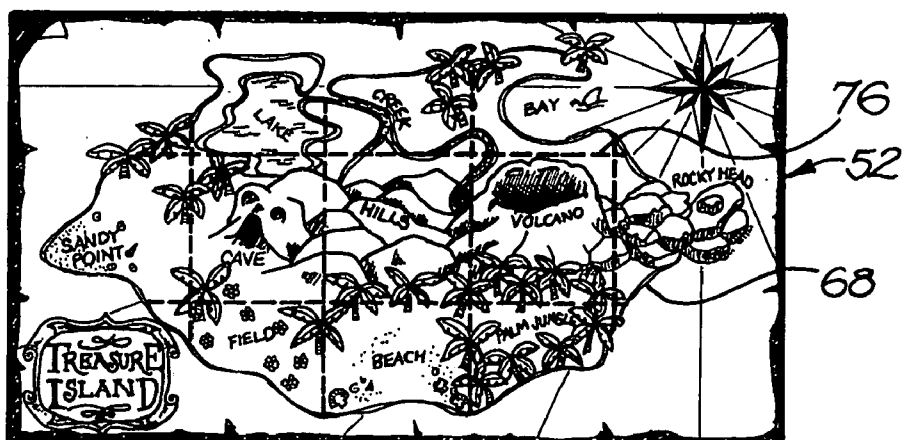 LAKE
CREEK
BAY
76
52
ROCKY HEAD
HILLS
VOLCANO
SANDY
POINT
CAVE
68
FIELD
PALM JUNGLE
BEACH
TREASURE
ISLAND